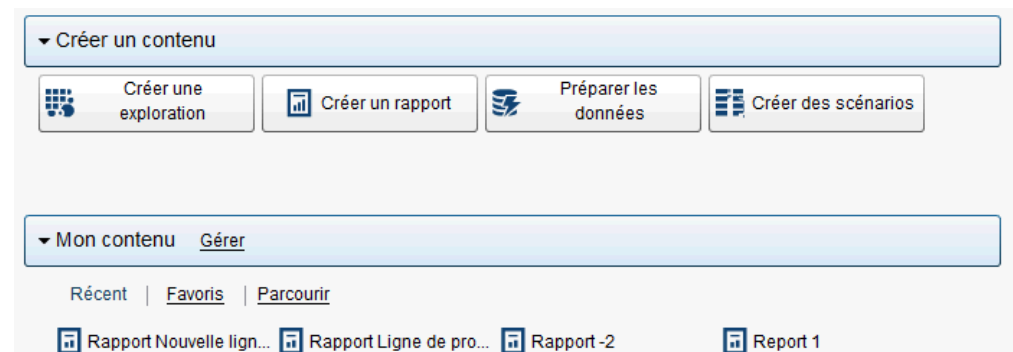 Créer un contenu
Créer une
exploration
Créer un rapport
Préparer les
données
Créer des scénarios
Mon contenu Gérer
Récent | Favoris | Parcourir
Rapport Nouvelle lign... Rapport Ligne de pro... Rapport -2 Report 1